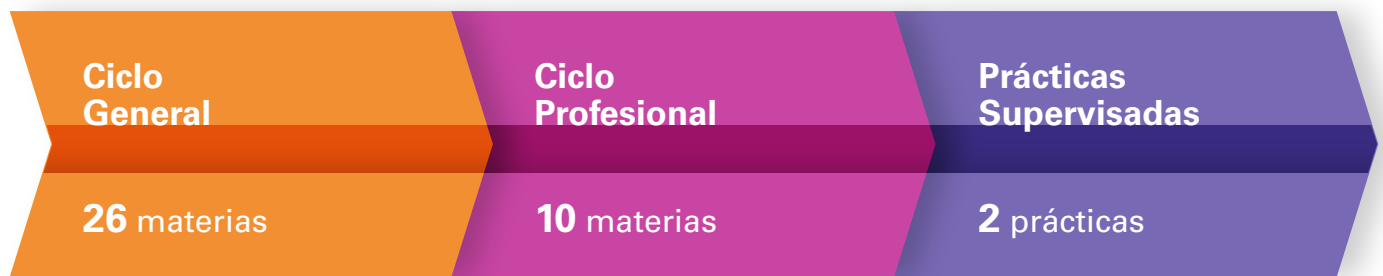 Ciclo
General
26 materias
Ciclo
Profesional
10 materias
Prácticas
Supervisadas
2 prácticas